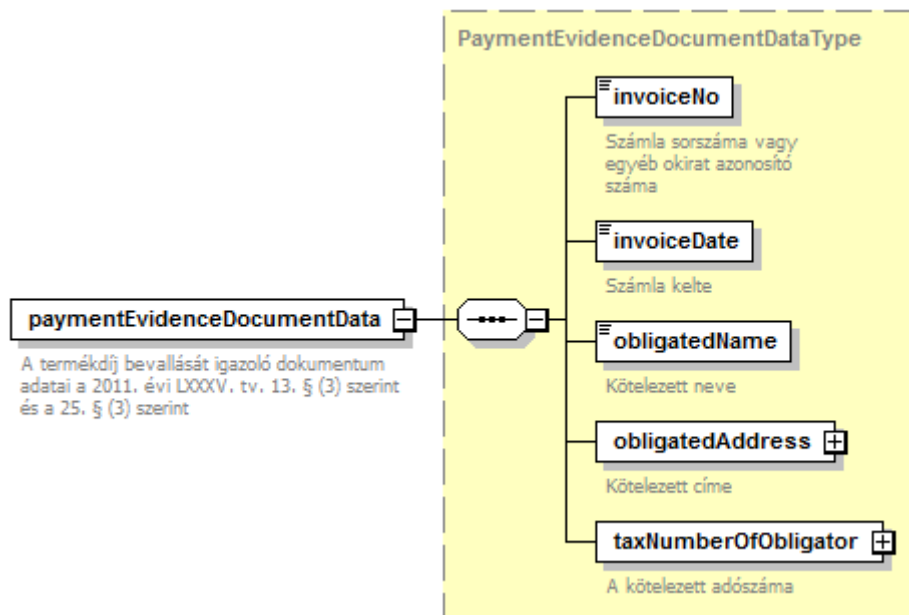 PaymentEvidenceDocumentDataType
invoiceNo
Számla sorszáma vagy
egyéb okirat azonosító
száma
invoiceDate
Számla kelte
paymentEvidenceDocumentData
A termékdíj bevallását igazoló dokumentum
adatai a 2011. évi LXXXV. tv. 13. § (3) szerint
és a 25. § (3) szerint
obligatedName
Kötelezett neve
obligatedAddress
Kötelezett címe
taxNumberOfObligator
A kötelezett adószáma